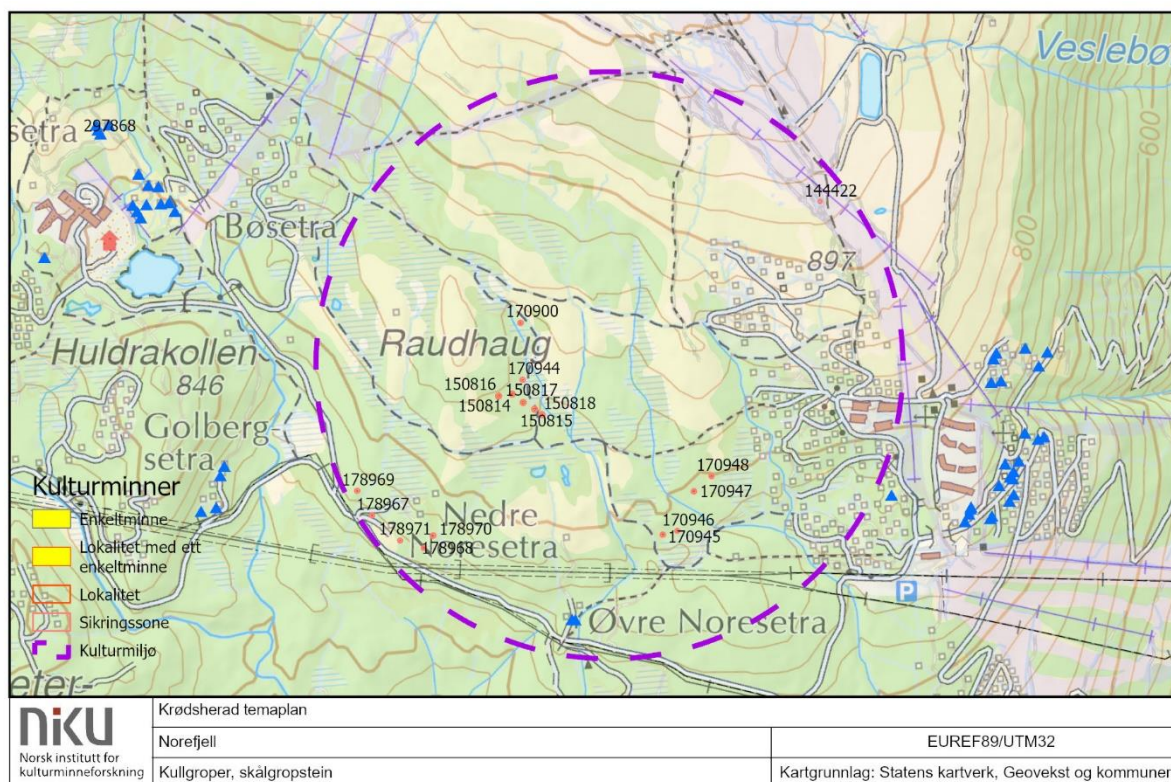 Veslebø
setra
297868
144422
600
Bøsetra
800
897
170900
Raudhaug
170944
Huldrakollen
846
150816
150817
150814
150818
150815
Golberg-
setra
170948
Kulturminner
178969
170947
Enkeltminne
178967
Nedre
170946
Lokalitet med ett
enkeltminne
178971
178970
Noresetra
170945
178968
Lokalitet
Sikringssone
P
Kulturmiljø
Øvre Noresetra
eter-
niku
Norsk institutt for
kulturminneforskning
Krødsherad temaplan
Norefjell
EUREF89/UTM32
Kullgroper, skålgropstein
Kartgrunnlag: Statens kartverk, Geovekst og kommuner